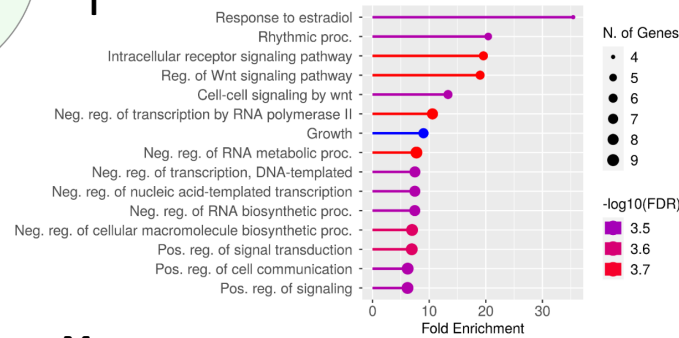 Response to estradiol
Rhythmic proc.
Intracellular receptor signaling pathway
Reg. of Wnt signaling pathway
Cell-cell signaling by wnt
Neg. reg. of transcription by RNA polymerase II
Growth
Neg. reg. of RNA metabolic proc.
Neg. reg. of transcription, DNA-templated
Neg. reg. of nucleic acid-templated transcription
Neg. reg. of RNA biosynthetic proc.
Neg. reg. of cellular macromolecule biosynthetic proc.
Pos. reg. of signal transduction
Pos. reg. of cell communication
Pos. reg. of signaling
0 10 20 30
Fold Enrichment
N. of Genes
4
5
6
7
8
9
-log10(FDR)
3.5
3.6
3.7